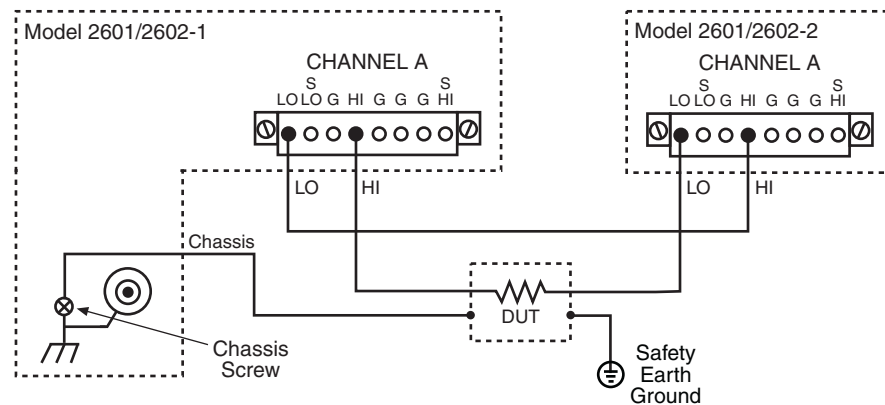 Model 2601/2602-1
CHANNEL A
S S
LO LO G HI G G G HI
LO HI
Model 2601/2602-2
CHANNEL A
S S
LO LO G HI G G G HI
LO HI
Chassis
DUT
Chassis
Screw
Safety
Earth
Ground